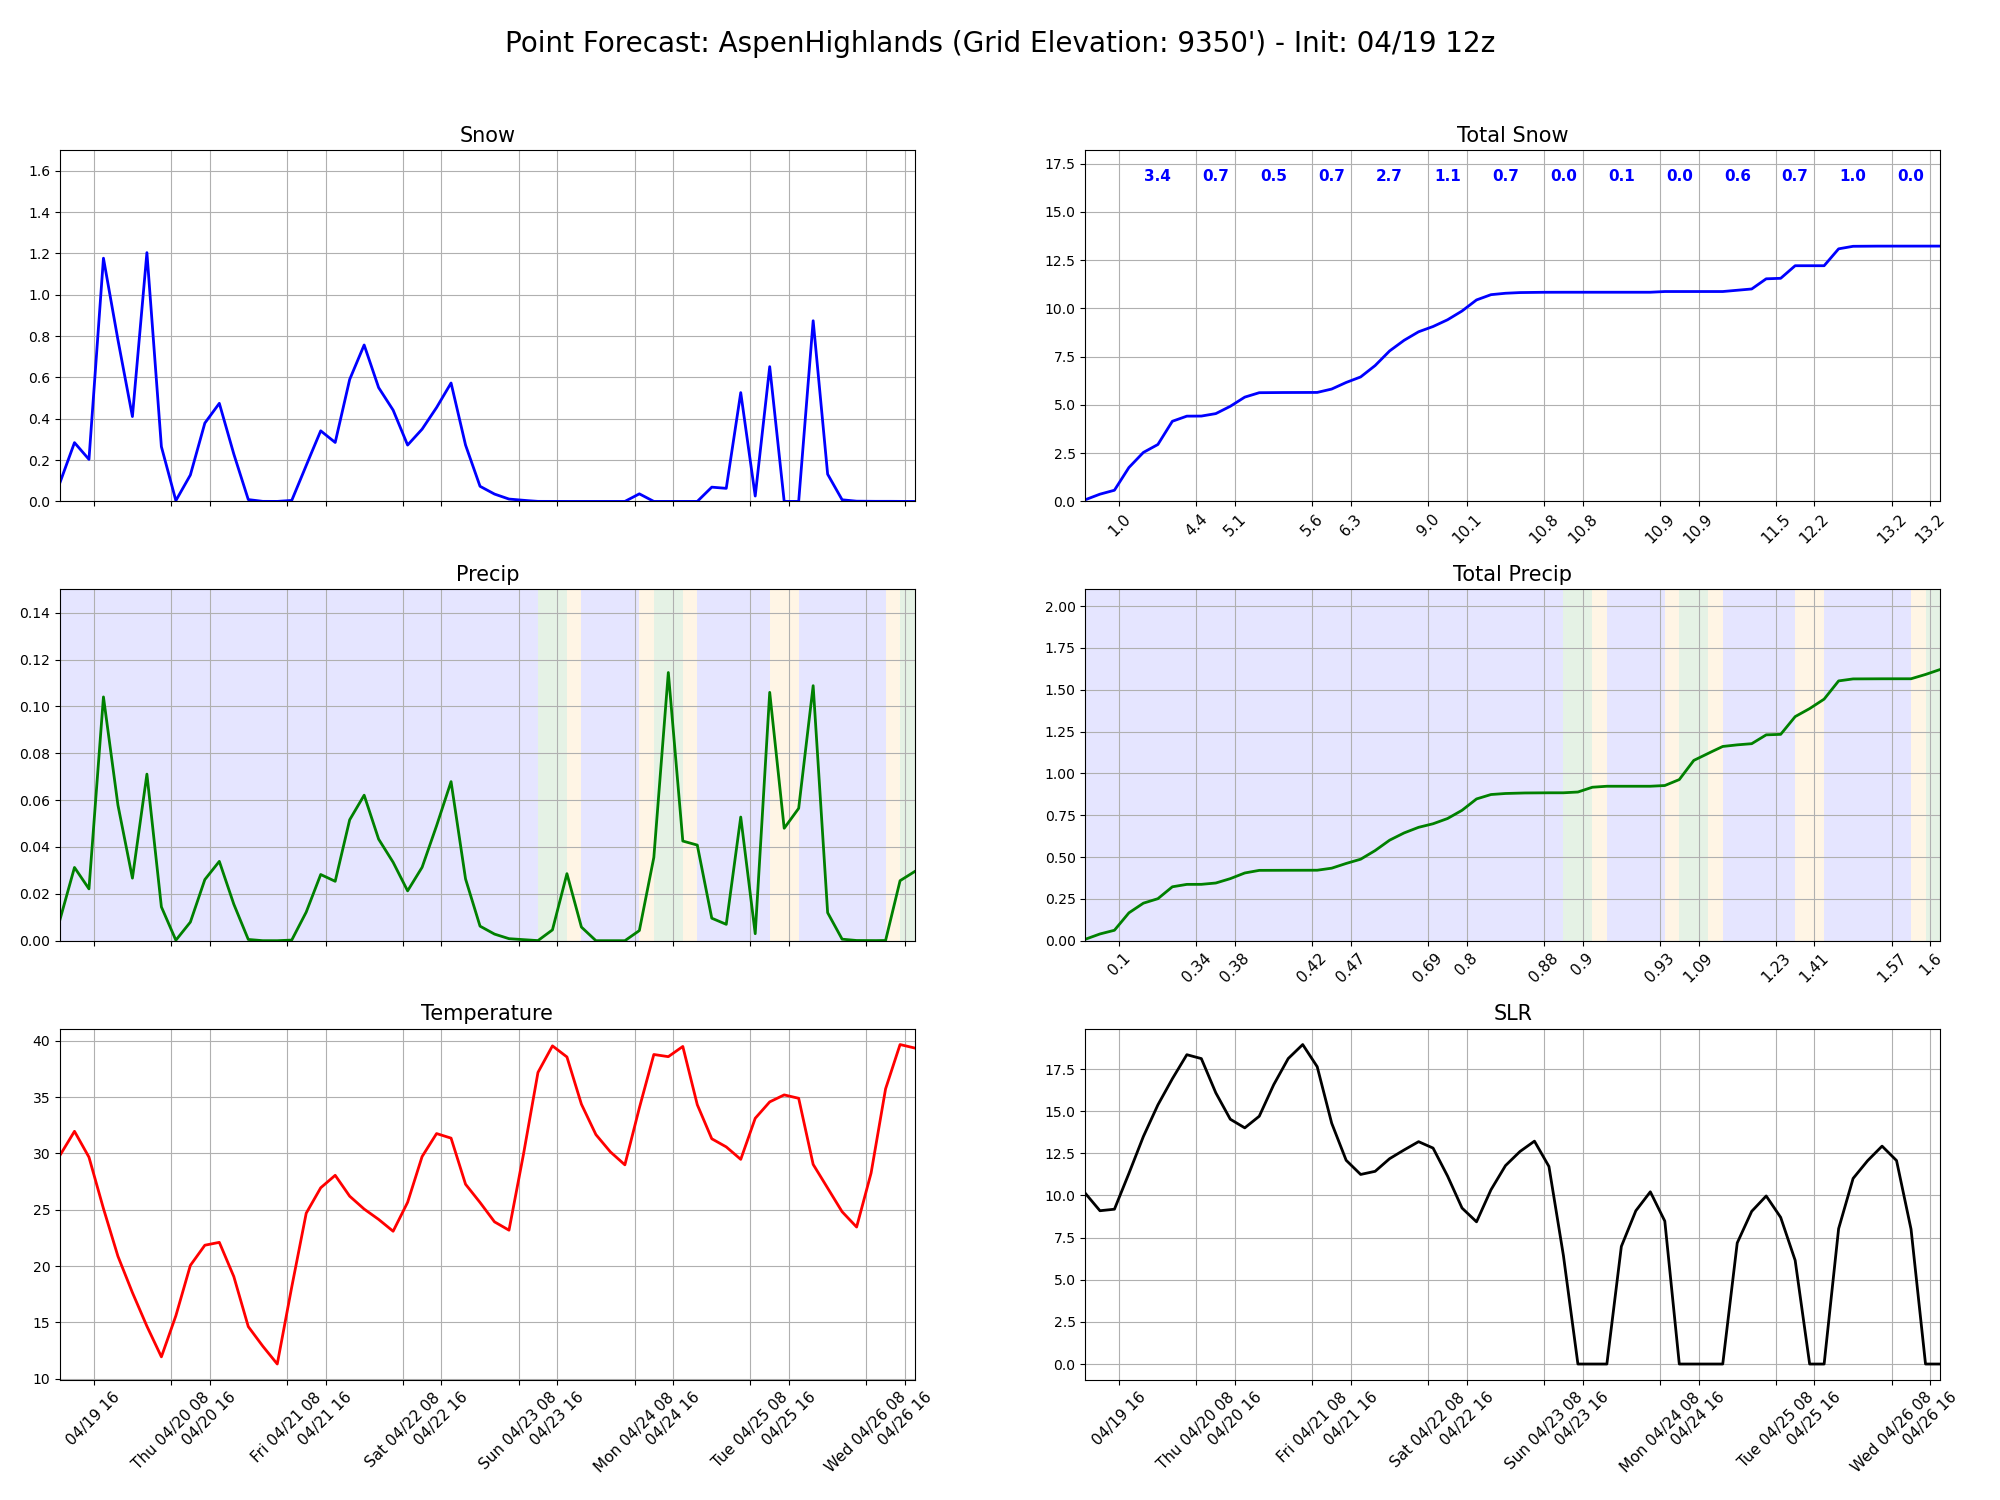 Point Forecast: AspenHighlands (Grid Elevation: 9350') - Init: 04/19 12z
Snow
1.6
1.4
1.2
1.0
0.8
0.6
0.4
0.2
0.0
Total Snow
17.5
15.0
12.5
10.0
7.5
5.0
2.5
0.0
3.4 0.7 0.5 0.7 2.7 1.1 0.7 0.0 0.1 0.0 0.6 0.7 1.0 0.0
1.0 4.4 5.1 5.6 6.3 9.0 10.1 10.8 10.8 10.9 10.9 11.5 12.2 13.2 13.2
Precip
0.14
0.12
0.10
0.08
0.06
0.04
0.02
0.00
Total Precip
2.00
1.75
1.50
1.25
1.00
0.75
0.50
0.25
0.00
0.1 0.34 0.38 0.42 0.47 0.69 0.8 0.88 0.9 0.93 1.09 1.23 1.41 1.57 1.6
Temperature
40
35
30
25
20
15
10
04/19 16
Thu 04/20 08
04/20 16
Fri 04/21 08
04/21 16
Sat 04/22 08
04/22 16
Sun 04/23 08
04/23 16
Mon 04/24 08
04/24 16
Tue 04/25 08
04/25 16
Wed 04/26 08
04/26 16
SLR
17.5
15.0
12.5
10.0
7.5
5.0
2.5
0.0
04/19 16
Thu 04/20 08
04/20 16
Fri 04/21 08
04/21 16
Sat 04/22 08
04/22 16
Sun 04/23 08
04/23 16
Mon 04/24 08
04/24 16
Tue 04/25 08
04/25 16
Wed 04/26 08
04/26 16